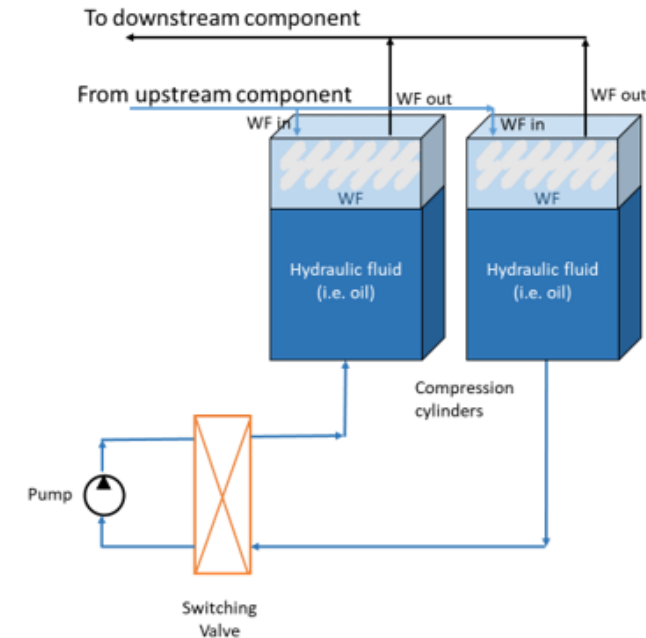 To downstream component
From upstream component
WF out
WF out
WF in
WF in
WF
WF
Hydraulic fluid
(i.e. oil)
Hydraulic fluid
(i.e. oil)
Compression
cylinders
Pump
Switching
Valve